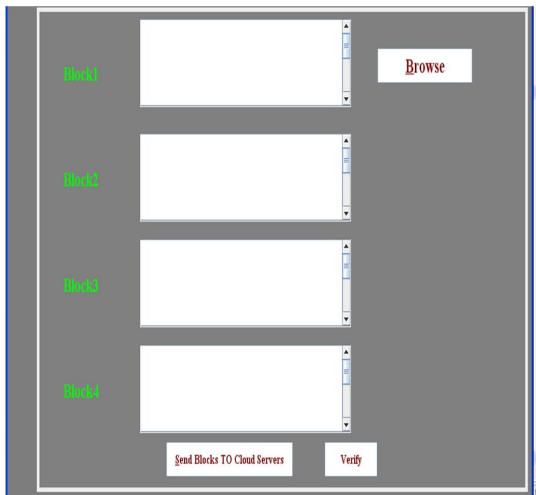 Block1
Browse
Block2
Block3
Block4
Send Blocks TO Cloud Servers
Verify